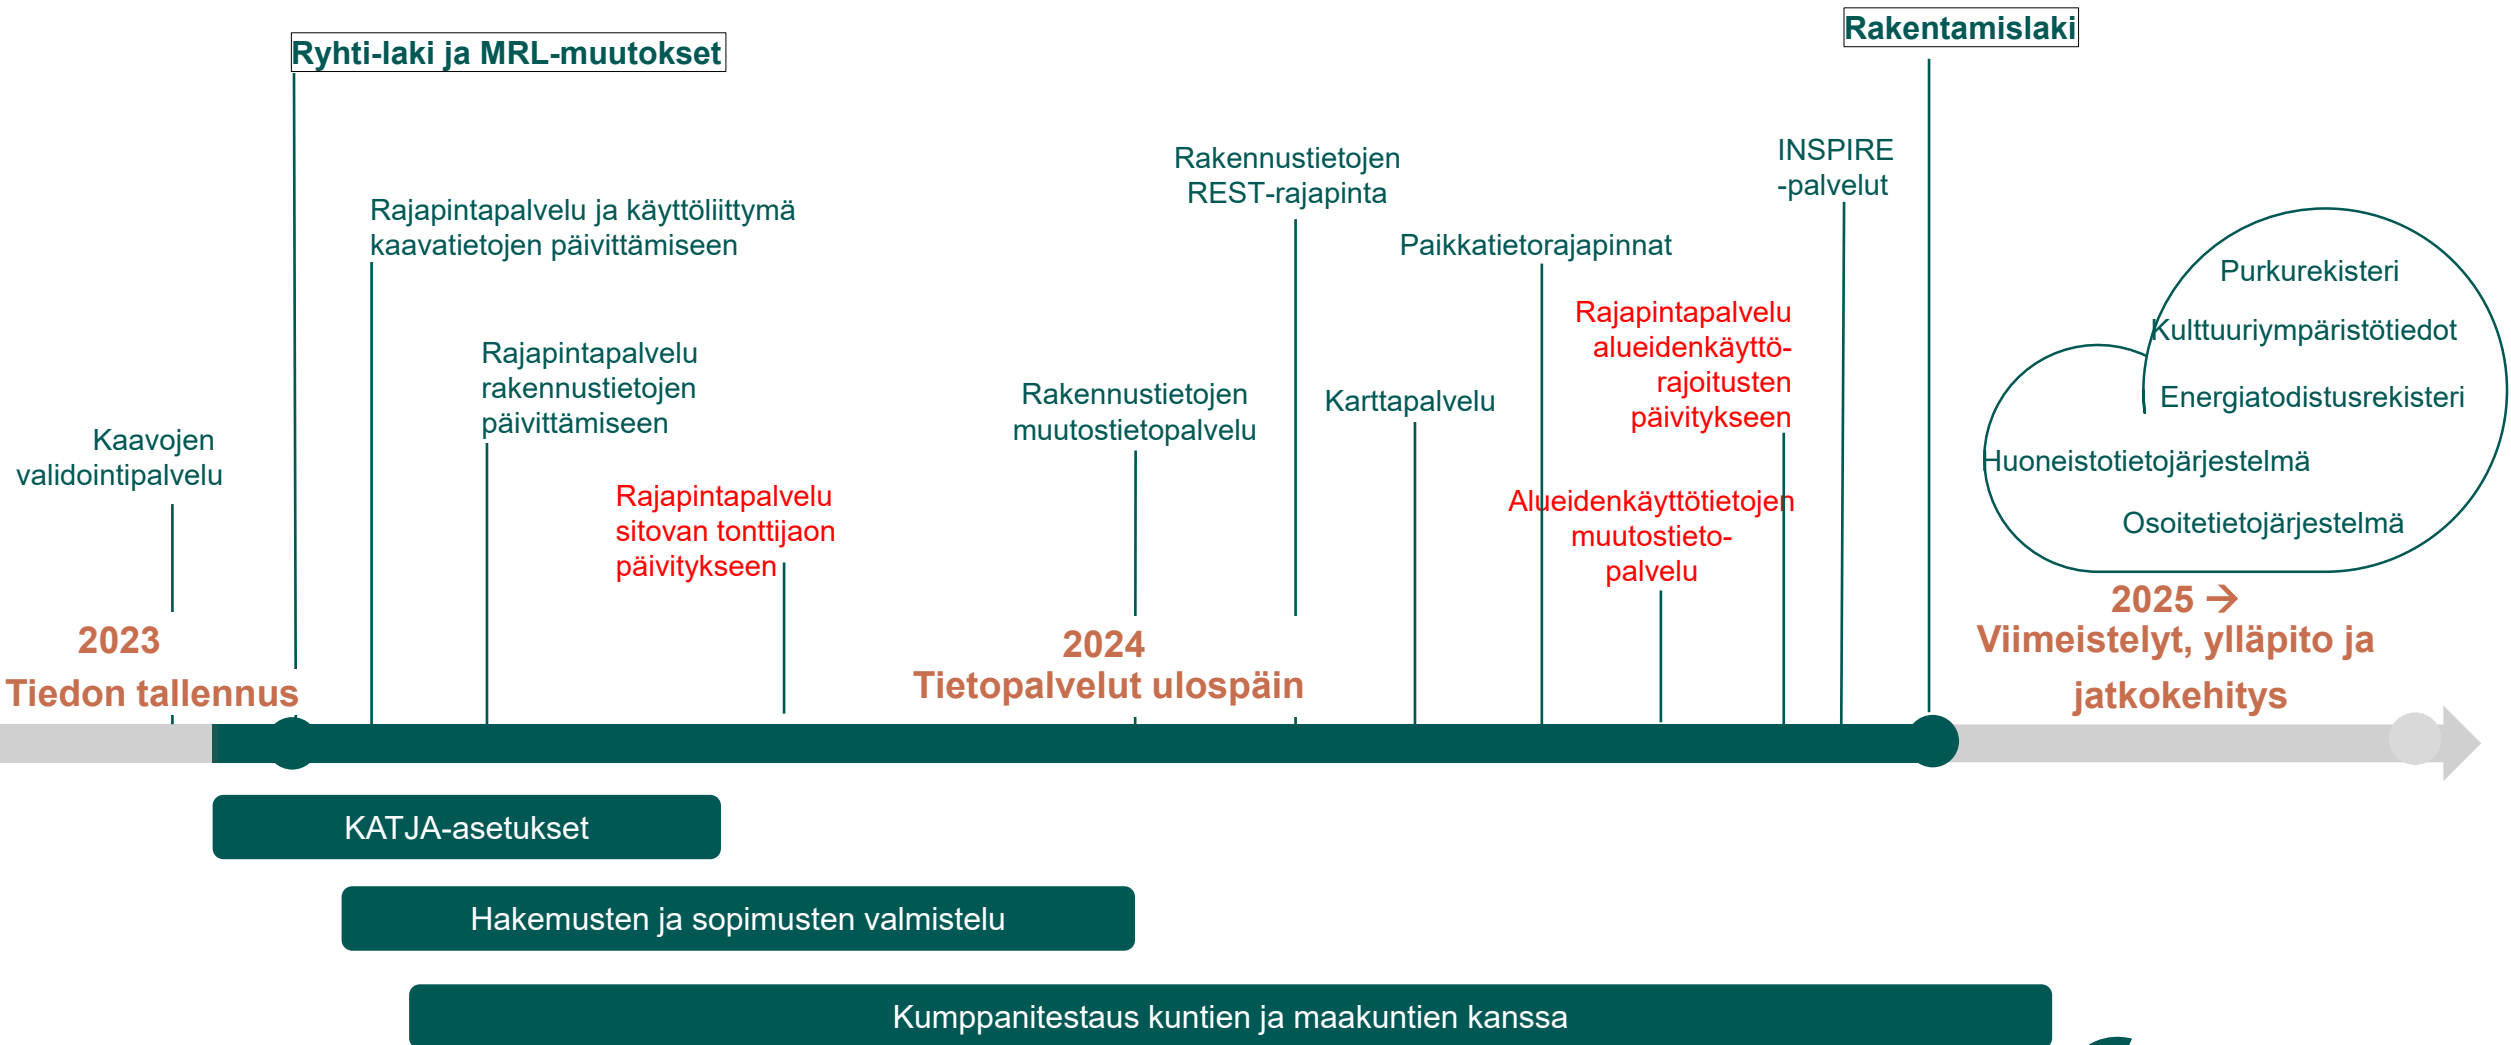 Rakentamislaki
Ryhti-laki ja MRL-muutokset
Rakennustietojen
REST-rajapinta
INSPIRE
-palvelut
Rajapintapalvelu ja käyttöliittymä
kaavatietojen päivittämiseen
Paikkatietorajapinnat
Rajapintapalvelu
alueidenkäyttö-
rajoitusten
päivitykseen
Rajapintapalvelu
rakennustietojen
päivittämiseen
Rakennustietojen
muutostietopalvelu
Karttapalvelu
Kaavojen
validointipalvelu
Rajapintapalvelu
sitovan tonttijaon
päivitykseen
Alueidenkäyttötietojen
muutostieto-
palvelu
Purkurekisteri
Kulttuuriympäristötiedot
Energiatodistusrekisteri
Huoneistotietojärjestelmä
Osoitetietojärjestelmä
2023
Tiedon tallennus
2024
Tietopalvelut ulospäin
2025 →
Viimeistelyt, ylläpito ja
jatkokehitys
KATJA-asetukset
Hakemusten ja sopimusten valmistelu
Kumppanitestaus kuntien ja maakuntien kanssa